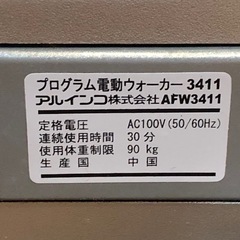 プログラム電動ウォーカー 3411
アルインコ株式会社 AFW3411
定格電圧 AC100V(50/60Hz)
連続使用時間 30分
使用体重制限 90 kg
生産国 中国